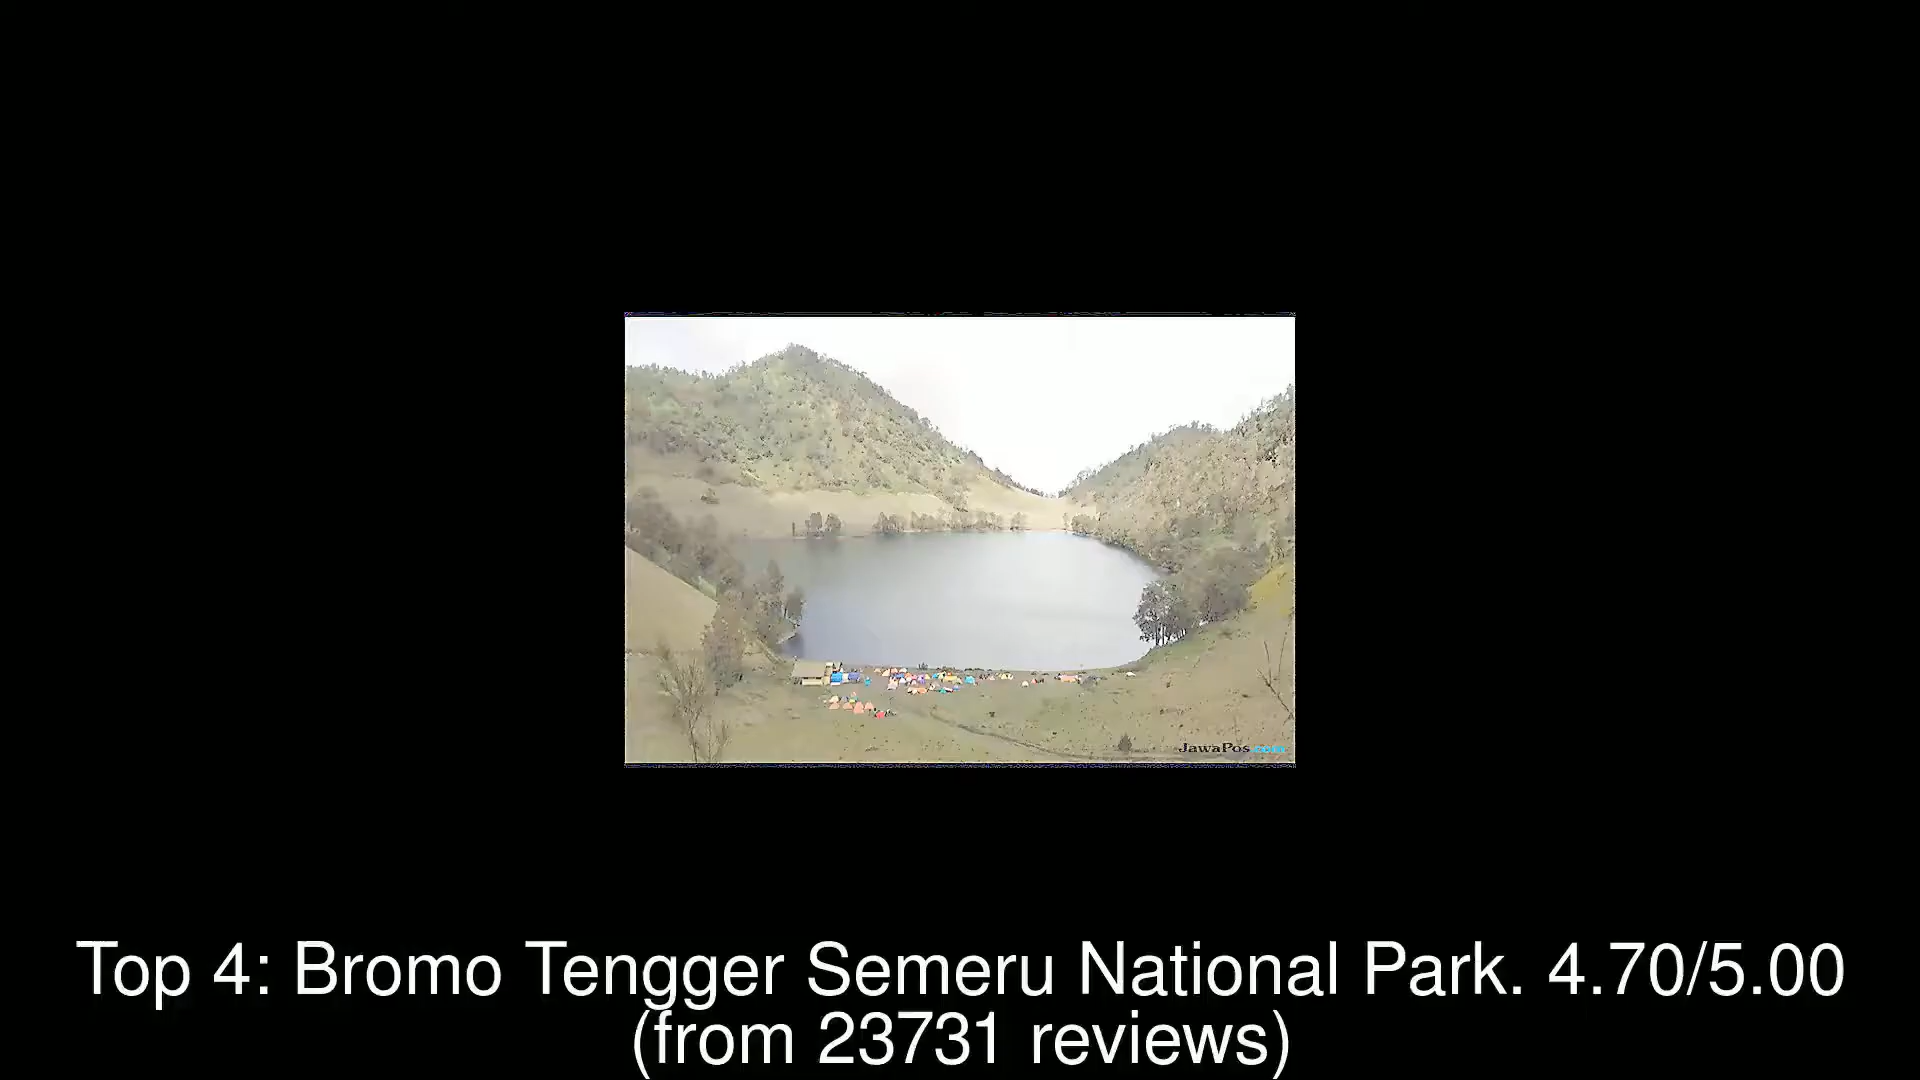 JawaPos.com
Top 4: Bromo Tengger Semeru National Park. 4.70/5.00
(from 23731 reviews)